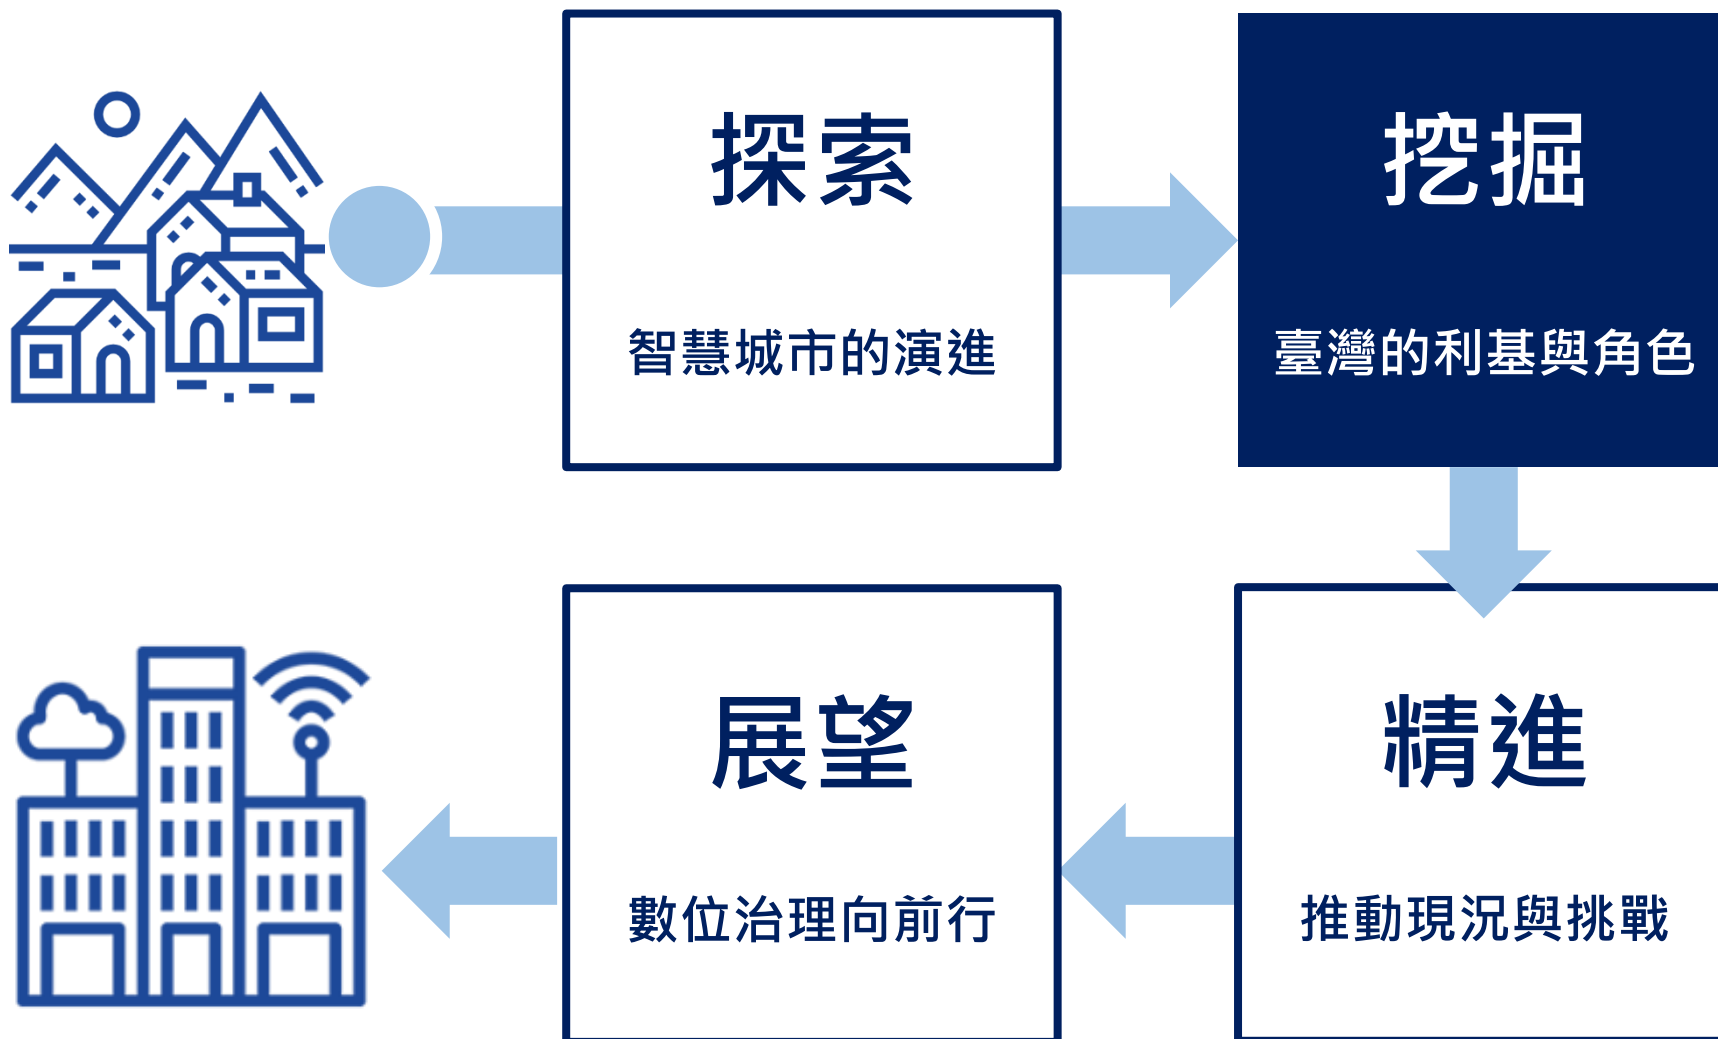 探索
智慧城市的演進
挖掘
臺灣的利基與角色
精進
推動現況與挑戰
展望
數位治理向前行